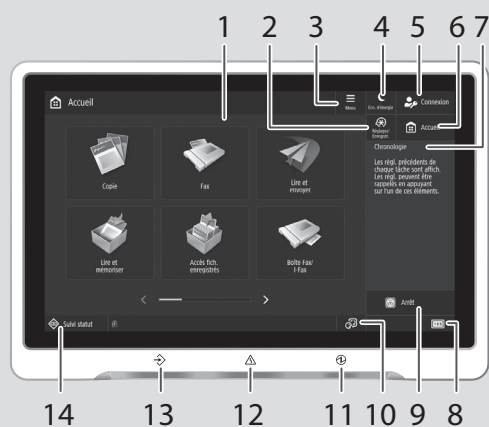 1
2
3
4
5
6
7
Accueil
Menu
Eco. d'énergie
Connexion
Réglages/
Enregistr.
Accueil
Copie
Fax
Lire et
envoyer
Chronologie
Les régl. précédents de
chaque tâche sont affich.
Les régl. peuvent être
rappelés en appuyant
sur l'un de ces éléments.
Lire et
mémoriser
Accès fich.
enregistrés
Boîte Fax/
I-Fax
Arrêt
Suivi statut
14
13
12
11
10
9
8